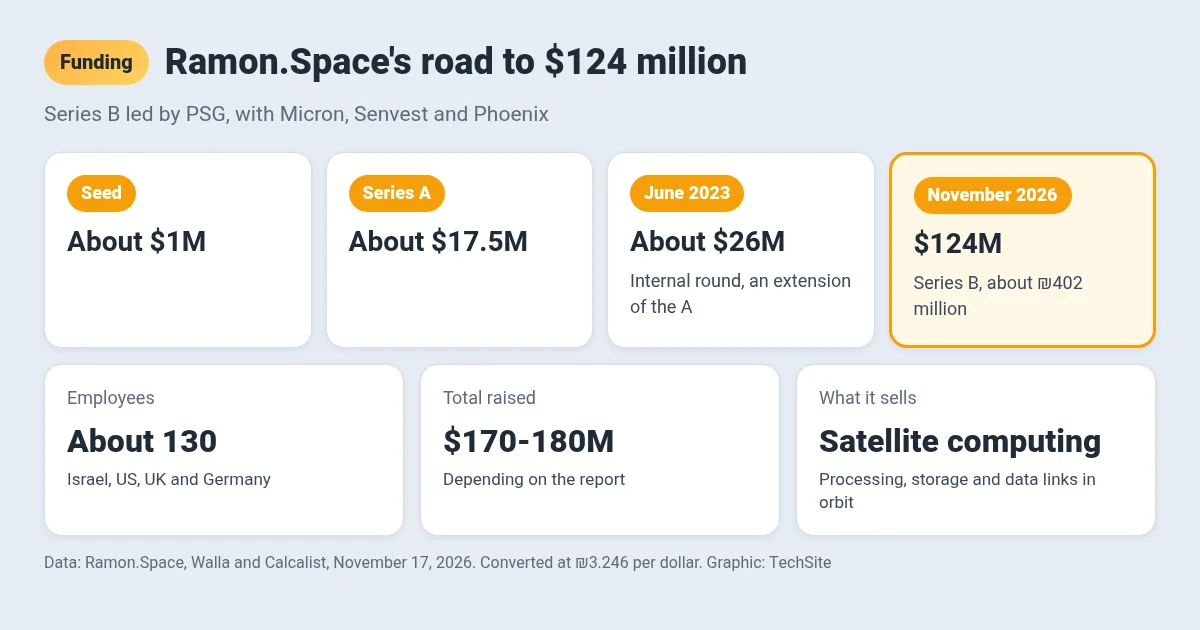 Funding
Ramon.Space's road to $124 million
Series B led by PSG, with Micron, Senvest and Phoenix
Seed
About $1M
Series A
About $17.5M
June 2023
About $26M
Internal round, an extension
of the A
November 2026
$124M
Series B, about ₪402
million
Employees
About 130
Israel, US, UK and Germany
Total raised
$170-180M
Depending on the report
What it sells
Satellite computing
Processing, storage and data links in
orbit
Data: Ramon.Space, Walla and Calcalist, November 17, 2026. Converted at ₪3.246 per dollar. Graphic: TechSite